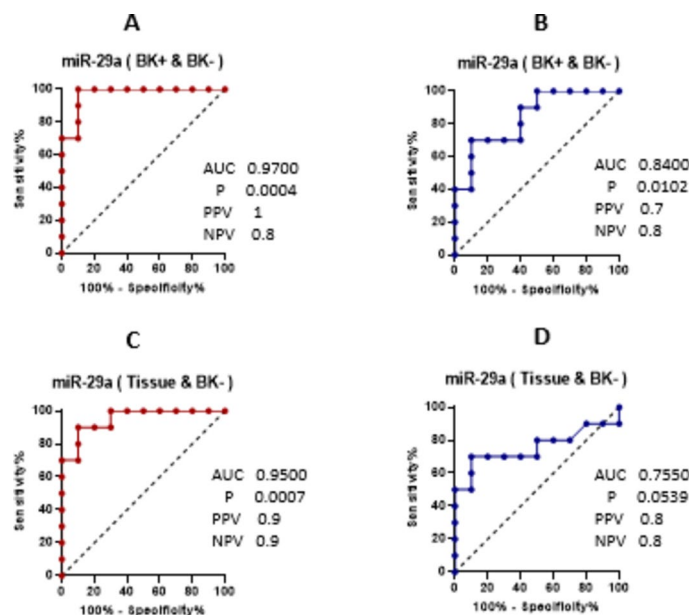 A
miR-29a ( BK+ & BK- )
100
80
60
40
20
0
Sensitivity%
0 20 40 60 80 100
100% - Specificity%
AUC 0.9700
P 0.0004
PPV 1
NPV 0.8
B
miR-29a ( BK+ & BK- )
100
80
60
40
20
0
Sensitivity%
0 20 40 60 80 100
100% - Specificity%
AUC 0.8400
P 0.0102
PPV 0.7
NPV 0.8
C
miR-29a ( Tissue & BK- )
100
80
60
40
20
0
Sensitivity%
0 20 40 60 80 100
100% - Specificity%
AUC 0.9500
P 0.0007
PPV 0.9
NPV 0.9
D
miR-29a ( Tissue & BK- )
100
80
60
40
20
0
Sensitivity%
0 20 40 60 80 100
100% - Specificity%
AUC 0.7550
P 0.0539
PPV 0.8
NPV 0.8